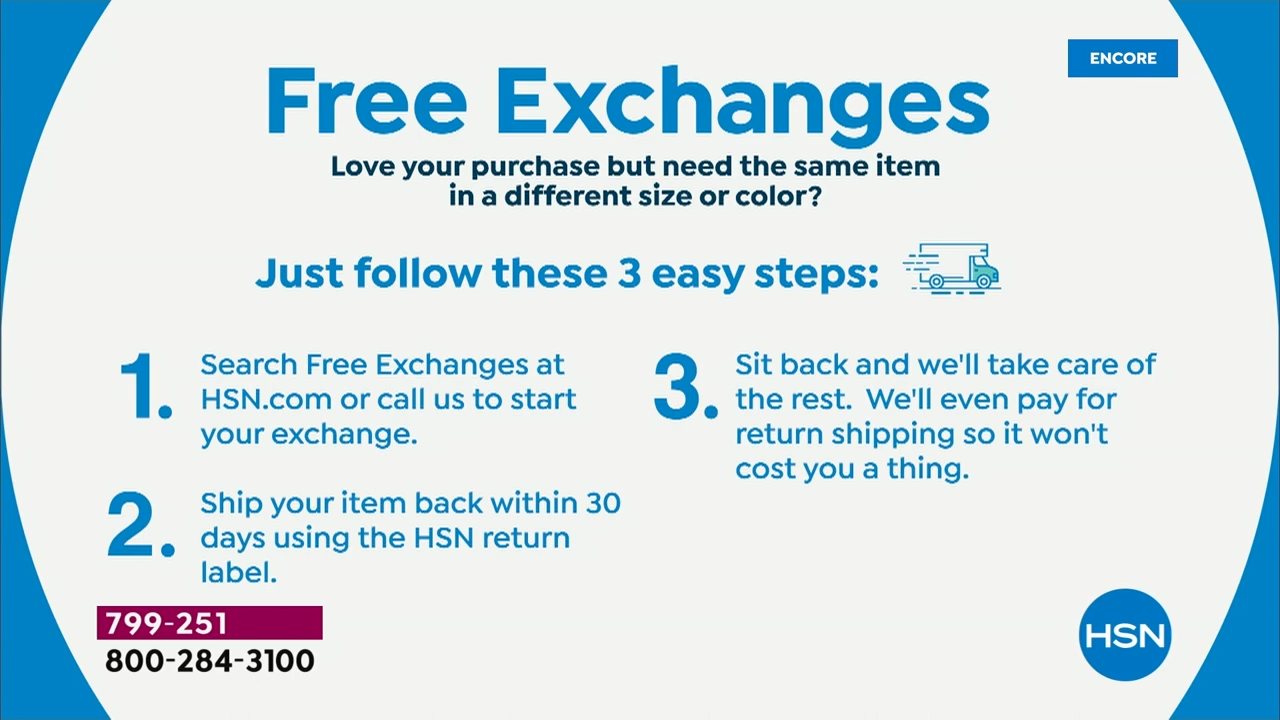 ENCORE
Free Exchanges
Love your purchase but need the same item
in a different size or color?
Just follow these 3 easy steps:
1. Search Free Exchanges at
HSN.com or call us to start
your exchange.
2. Ship your item back within 30
days using the HSN return
label.
3. Sit back and we'll take care of
the rest.  We'll even pay for
return shipping so it won't
cost you a thing.
799-251
800-284-3100
HSN